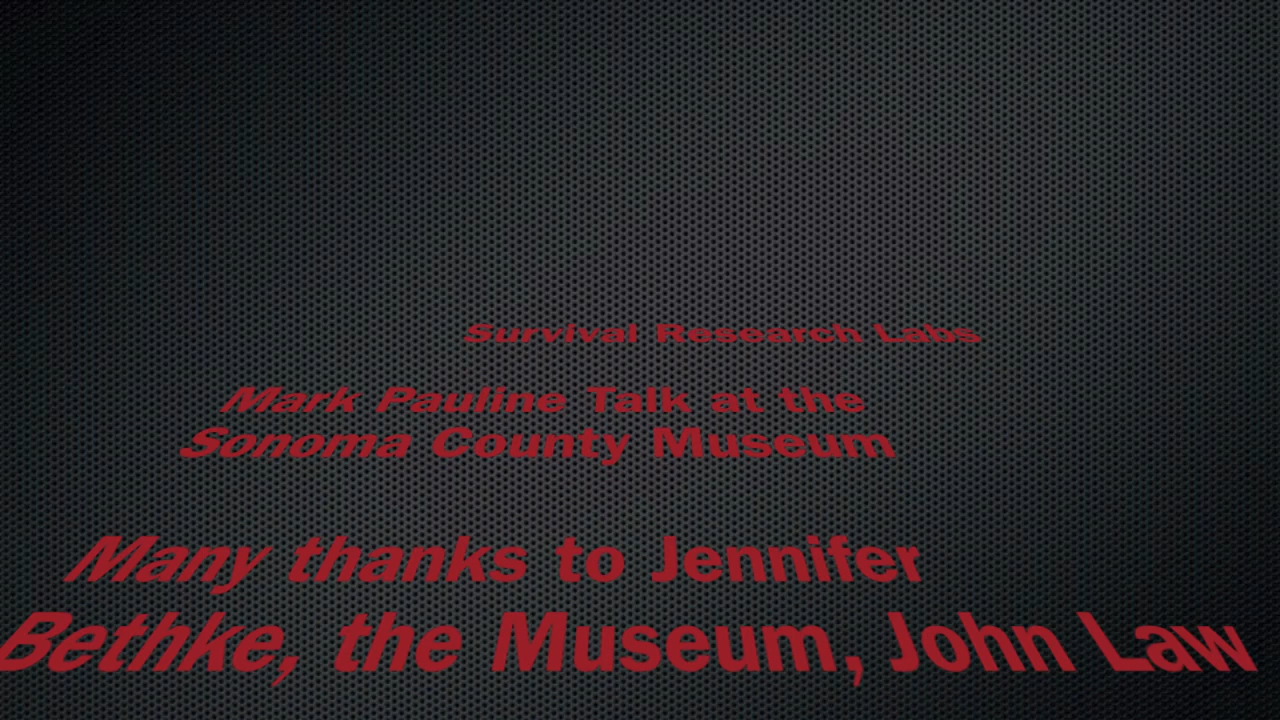 Survival Research Labs
Mark Pauline Talk at the
Sonoma County Museum
Many thanks to Jennifer
Bethke, the Museum, John Law